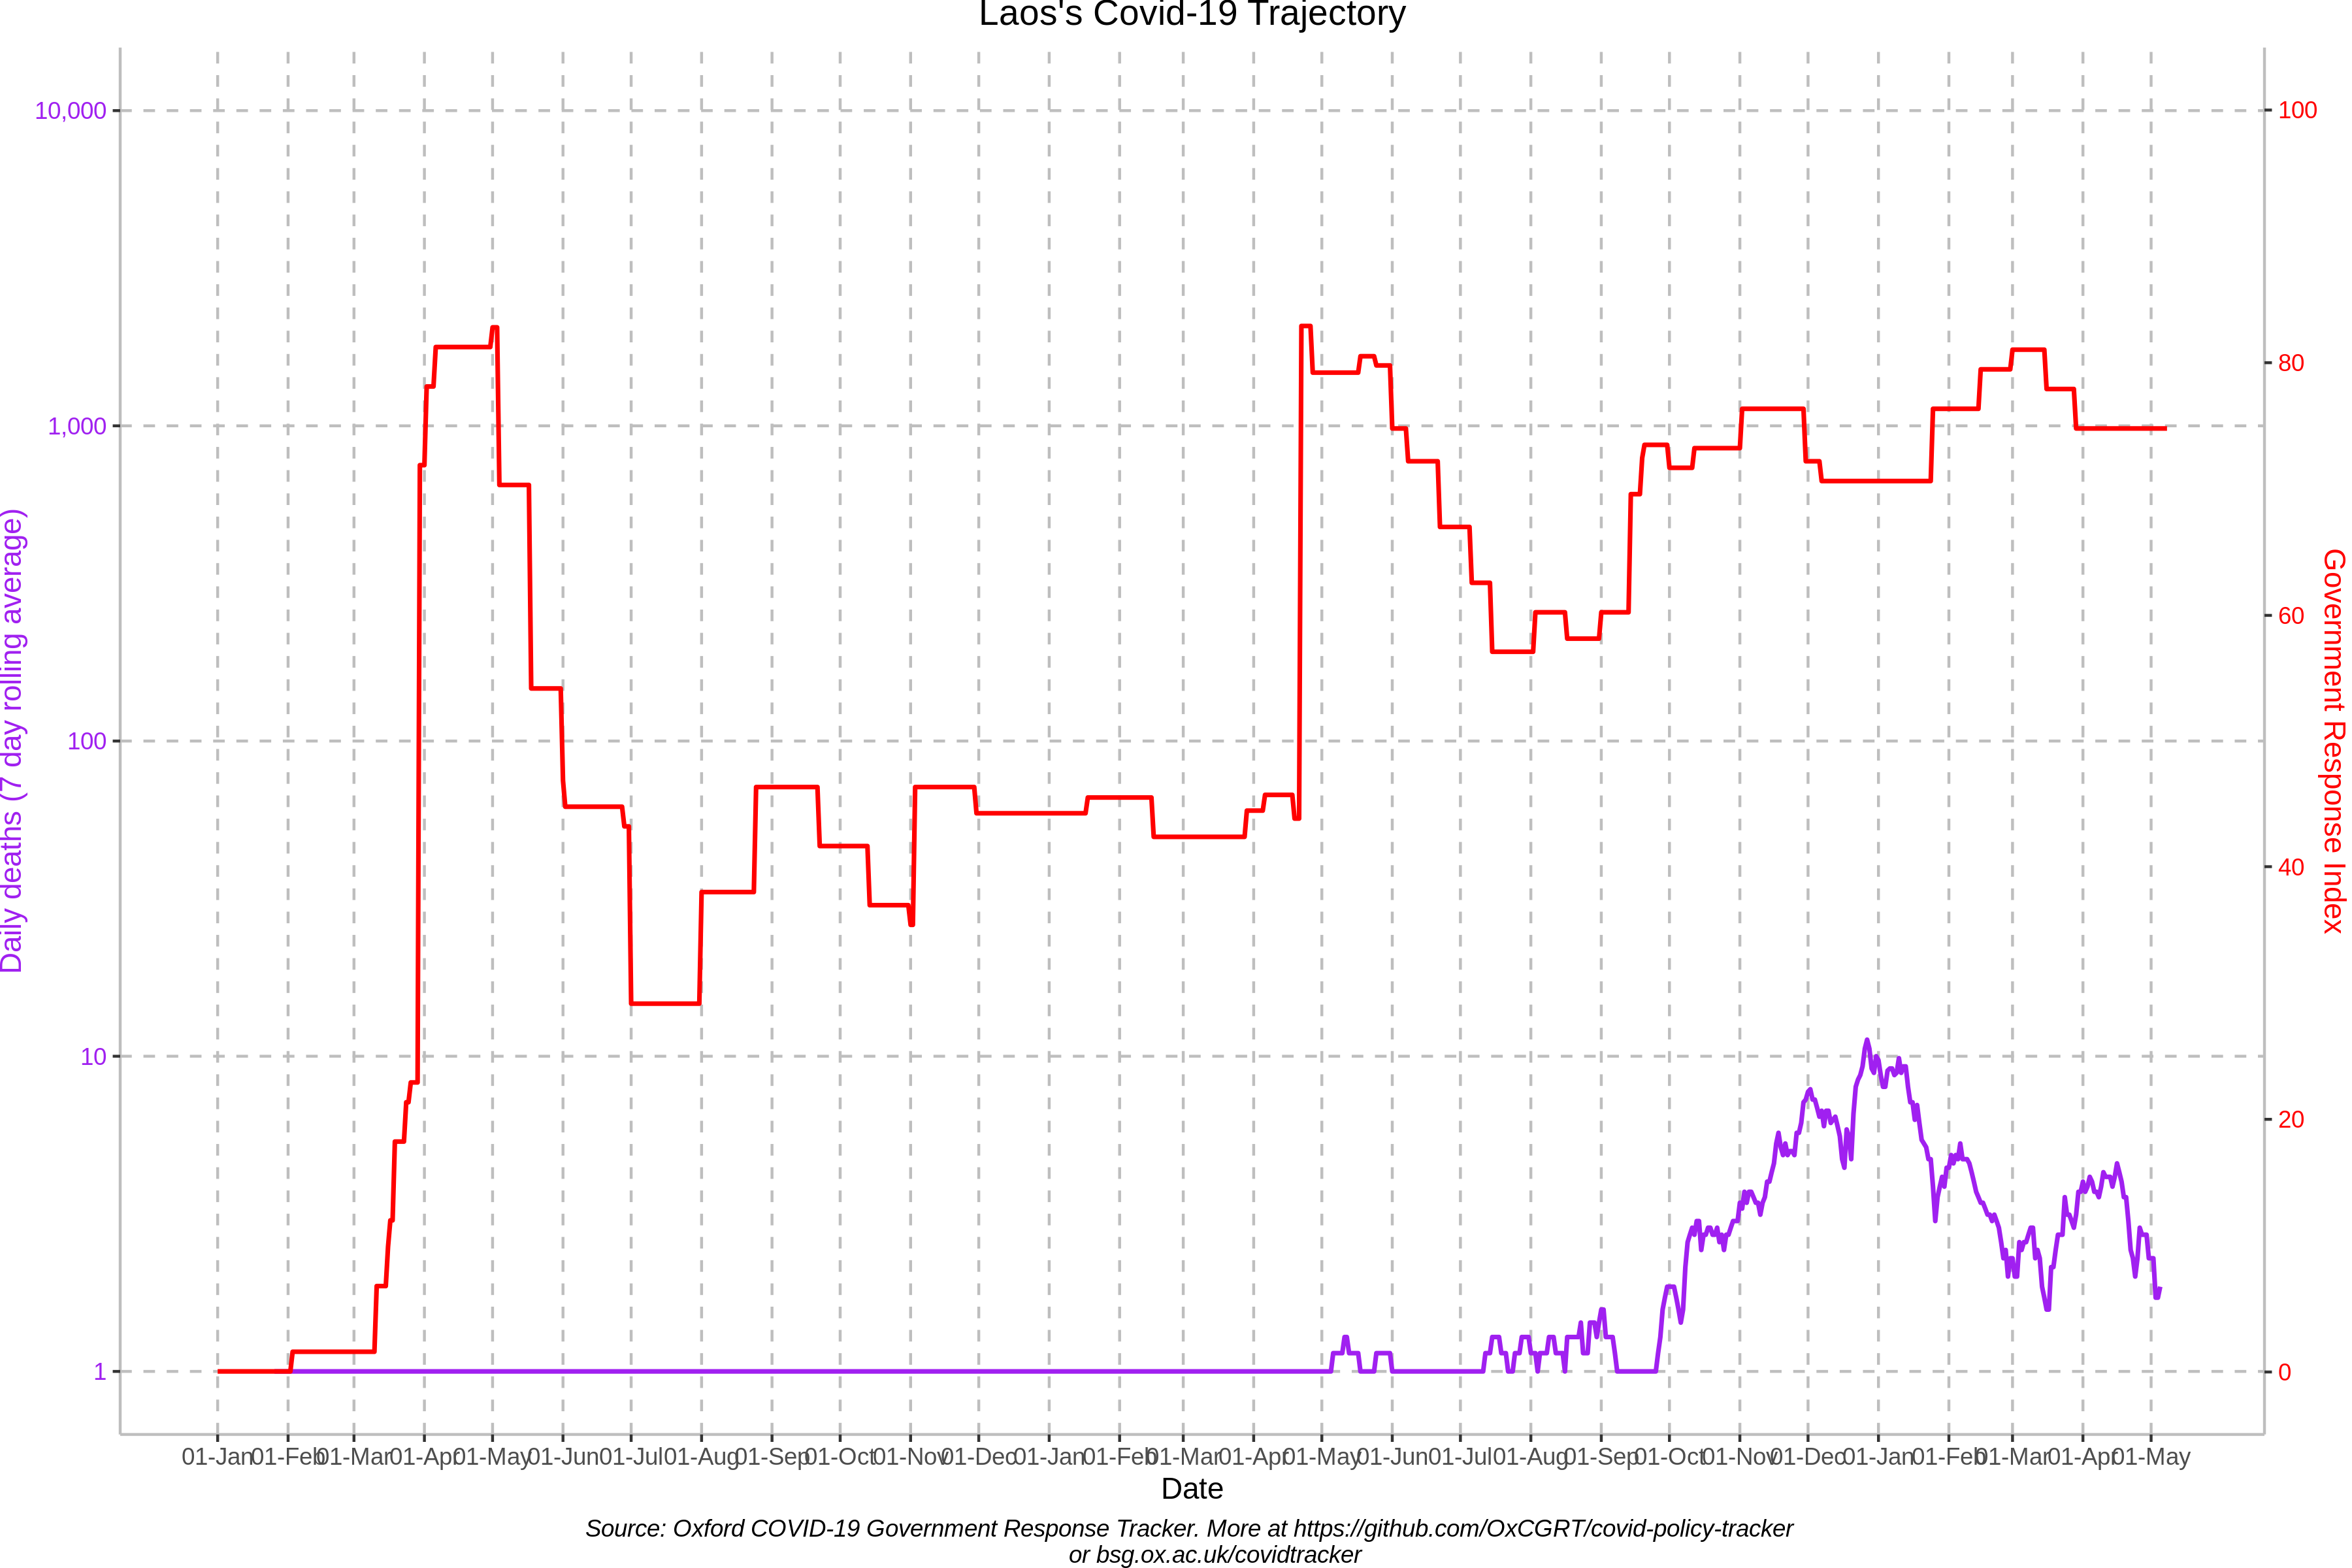 Laos's Covid-19 Trajectory
10,000
1,000
100
10
1
Daily deaths (7 day rolling average)
100
80
60
40
20
0
Government Response Index
01-Jan 01-Feb 01-Mar 01-Apr 01-May 01-Jun 01-Jul 01-Aug 01-Sep 01-Oct 01-Nov 01-Dec 01-Jan 01-Feb 01-Mar 01-Apr 01-May 01-Jun 01-Jul 01-Aug 01-Sep 01-Oct 01-Nov 01-Dec 01-Jan 01-Feb 01-Mar 01-Apr 01-May
Date
Source: Oxford COVID-19 Government Response Tracker. More at https://github.com/OxCGRT/covid-policy-tracker
or bsg.ox.ac.uk/covidtracker